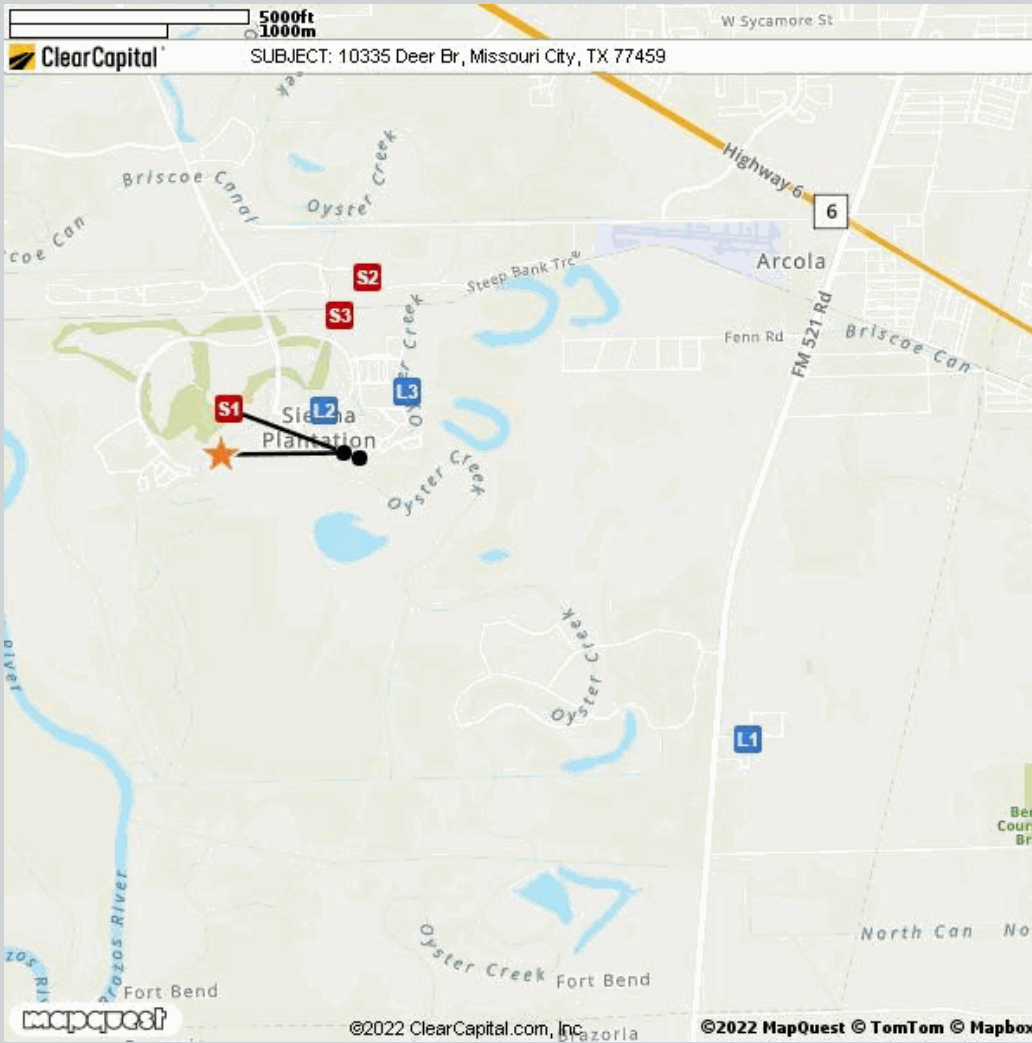 5000ft
1000m
W Sycamore St
ClearCapital
SUBJECT: 10335 Deer Br, Missouri City, TX 77459
Highway 6
6
Briscoe Canal
Oyster Creek
Arcola
S2
Steep Bank Trce
S3
FM 521 Rd
Fenn Rd
Briscoe Can
L3
S1
L2
Sienna
Plantation
Oyster Creek
Oyster Creek
L1
Brazos River
North Can
Oyster Creek
Fort Bend
Fort Bend
mapquest
©2022 ClearCapital.com, Inc.
Brazoria
©2022 MapQuest © TomTom © Mapbox